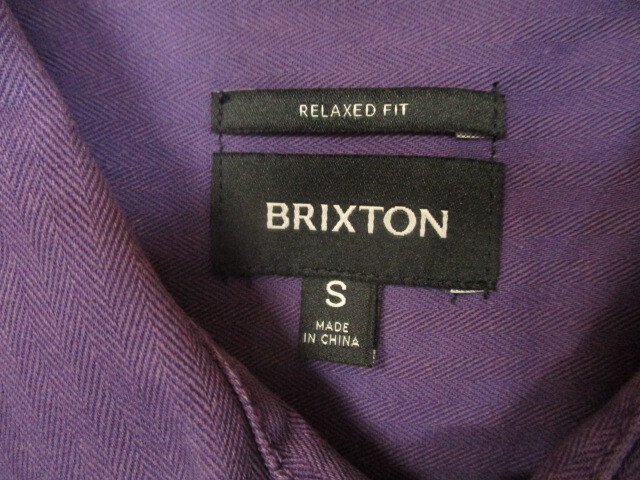 RELAXED FIT
BRIXTON
S
MADE
IN CHINA